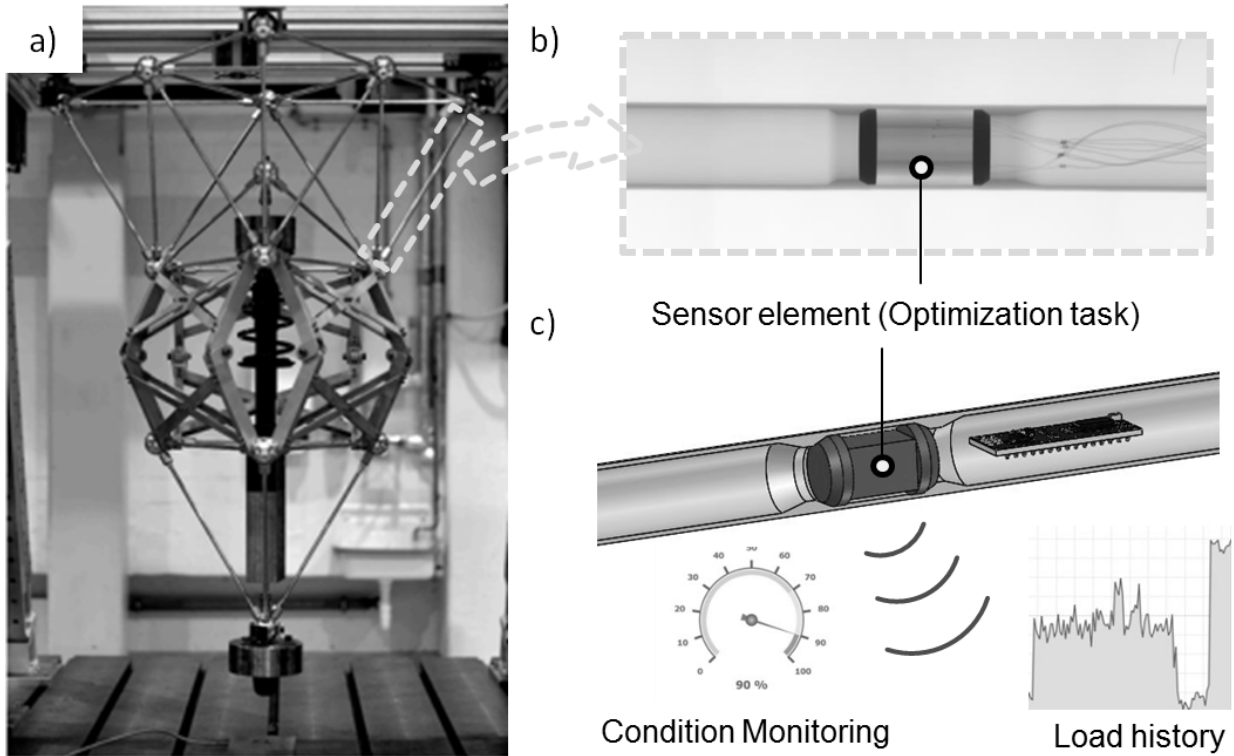 a)
b)
Sensor element (Optimization task)
c)
50
40
60
30
70
20
80
10
90
0
100
90 %
Condition Monitoring
Load history